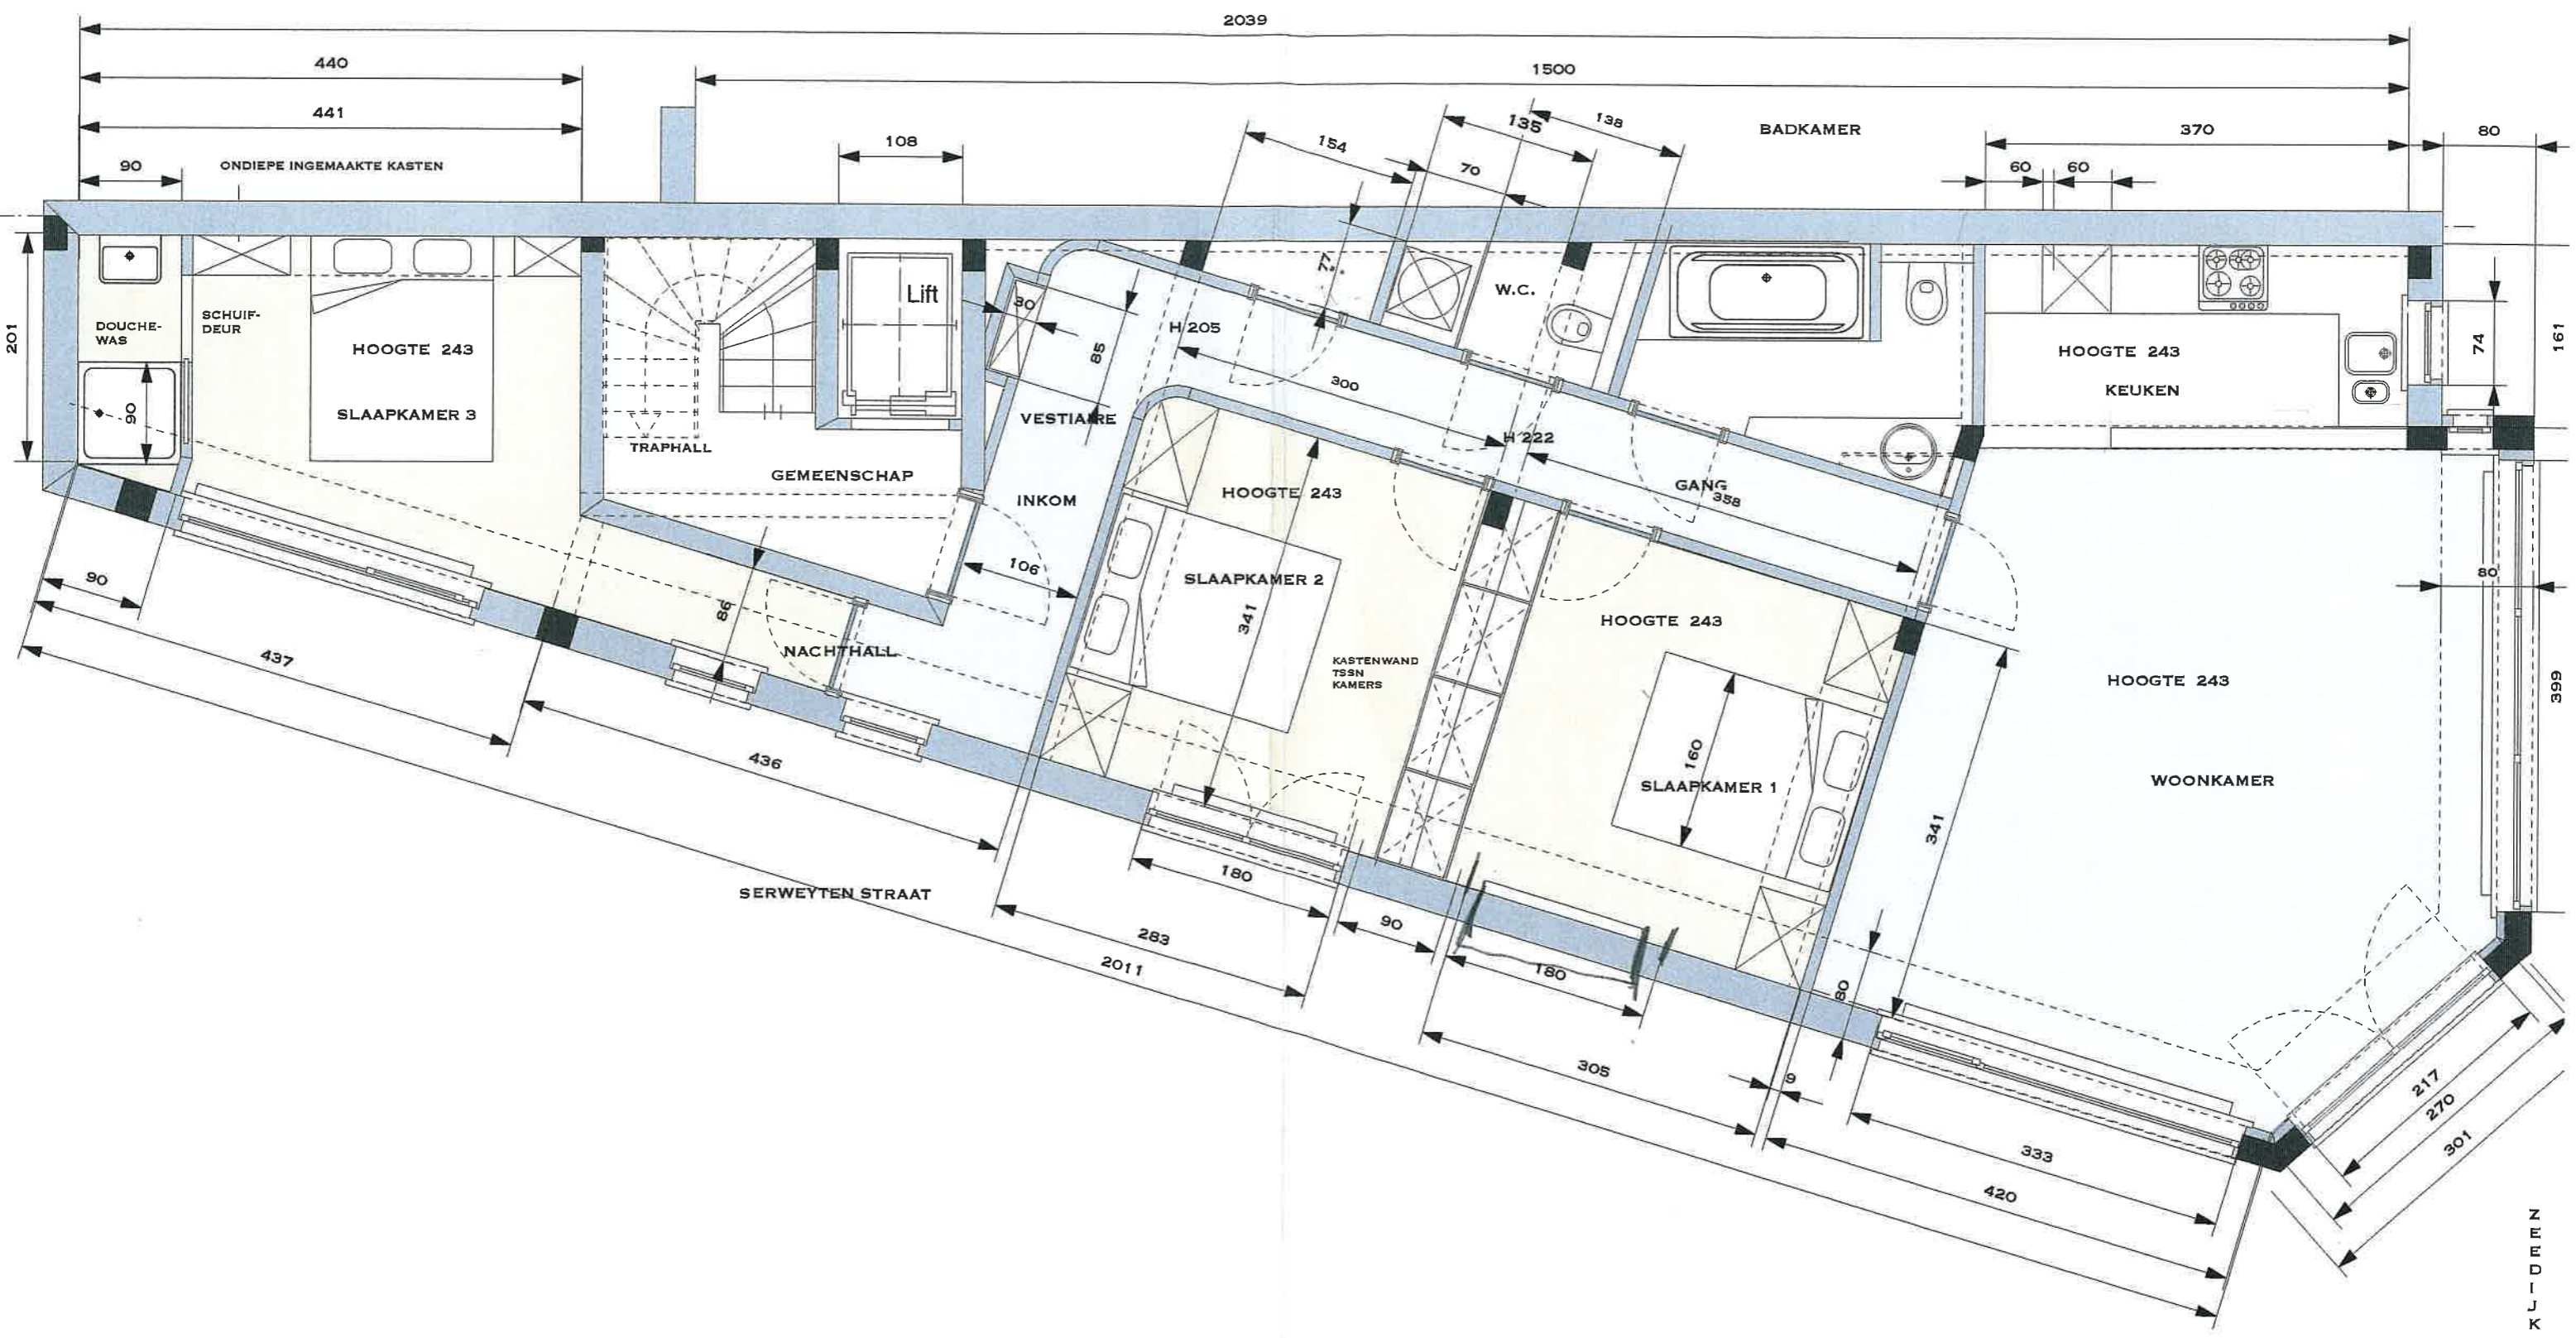 2039
440
1500
441
108
154
135
138
BADKAMER
370
80
90
ONDIEPE INGEMAAKTE KASTEN
70
60
60
201
DOUCHE-
WAS
SCHUIF-
DEUR
HOOGTE 243
SLAAPKAMER 3
90
TRAPHALL
GEMEENSCHAP
Lift
30
85
77
H 205
W.C.
VESTIAIRE
INKOM
300
H 222
GANG
358
HOOGTE 243
KEUKEN
74
161
90
437
86
NACHTHALL
106
436
HOOGTE 243
SLAAPKAMER 2
341
KASTENWAND
TSSN
KAMERS
HOOGTE 243
160
SLAAPKAMER 1
341
HOOGTE 243
WOONKAMER
80
399
SERWEYTEN STRAAT
180
90
180
283
2011
305
9
80
333
420
217
270
301
ZEEDIJK